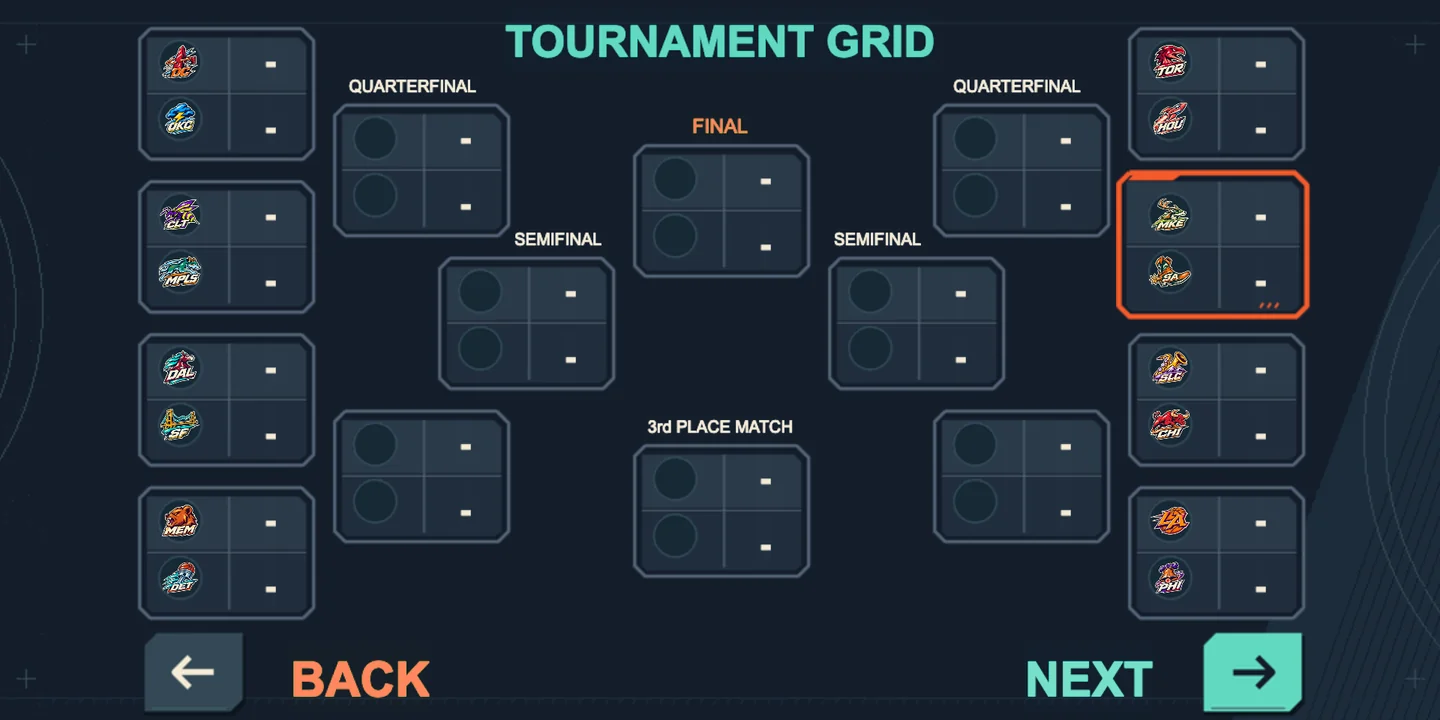 TOURNAMENT GRID
QUARTERFINAL
QUARTERFINAL
FINAL
SEMIFINAL
SEMIFINAL
3rd PLACE MATCH
DC
OKC
CLT
MPLS
DAL
SF
MEM
DET
TOR
HOU
MKE
SA
SLC
CHI
LA
PHI
BACK
NEXT